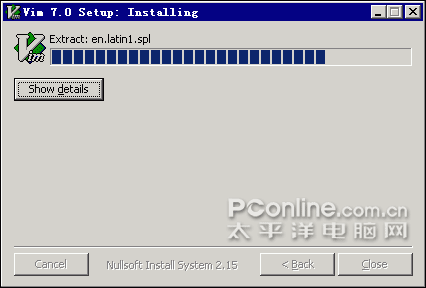 Vim 7.0 Setup: Installing
Vim
Extract: en.latin1.spl
Show details
PConline.com.cn
太平洋电脑网
Cancel
Nullsoft Install System 2.15
< Back
Close